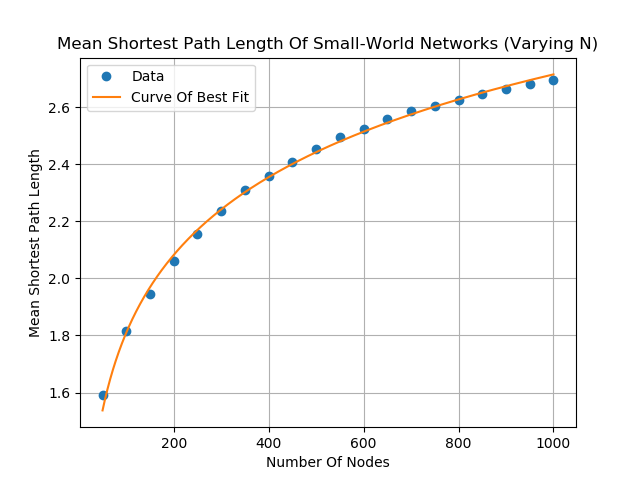 Mean Shortest Path Length Of Small-World Networks (Varying N)
Data
Curve Of Best Fit
2.6
2.4
2.2
2.0
1.8
1.6
Mean Shortest Path Length
200 400 600 800 1000
Number Of Nodes